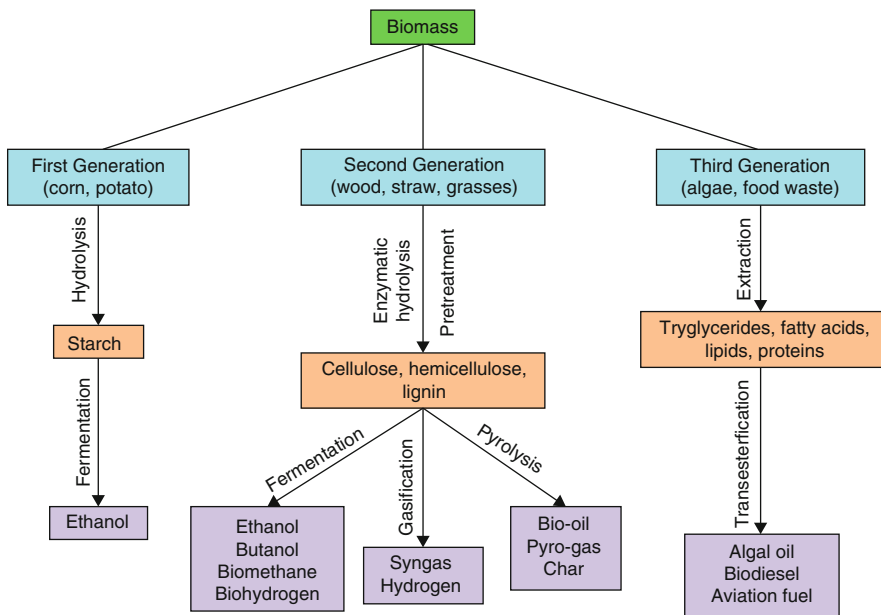 Biomass
First Generation
(corn, potato)
Second Generation
(wood, straw, grasses)
Third Generation
(algae, food waste)
Hydrolysis
Enzymatic
hydrolysis
Pretreatment
Extraction
Starch
Cellulose, hemicellulose,
lignin
Tryglycerides, fatty acids,
lipids, proteins
Fermentation
Fermentation
Gasification
Pyrolysis
Transesterfication
Ethanol
Ethanol
Butanol
Biomethane
Biohydrogen
Syngas
Hydrogen
Bio-oil
Pyro-gas
Char
Algal oil
Biodiesel
Aviation fuel